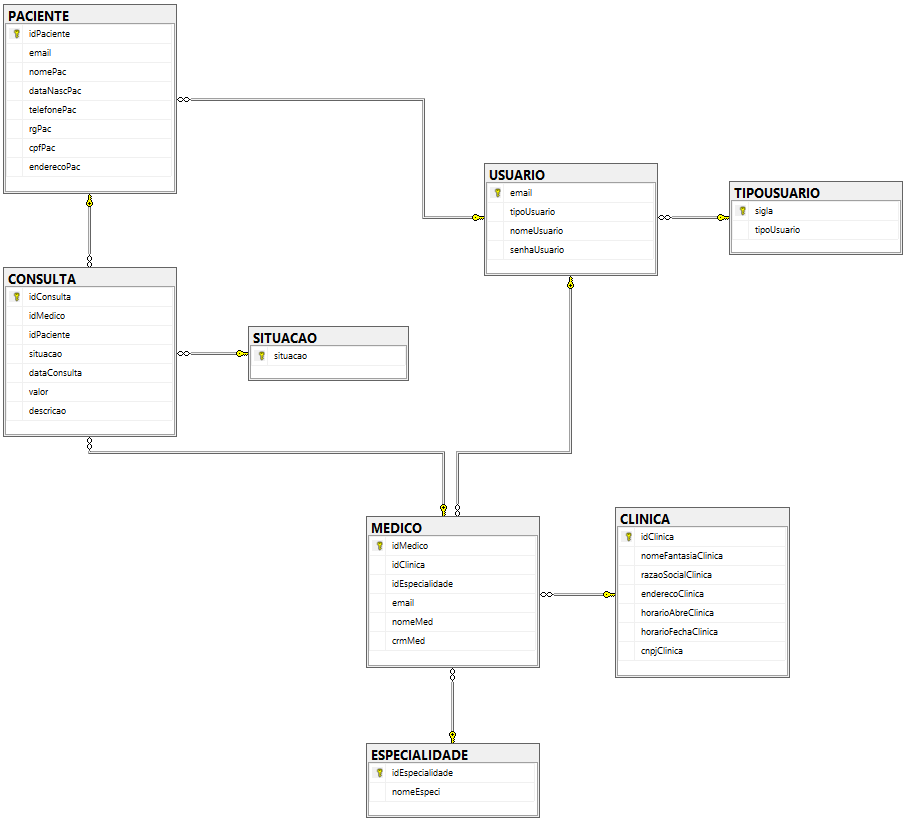 PACIENTE
idPaciente
email
nomePac
dataNascPac
telefonePac
rgPac
cpfPac
enderecoPac
USUARIO
email
tipoUsuario
nomeUsuario
senhaUsuario
TIPOUSUARIO
sigla
tipoUsuario
CONSULTA
idConsulta
idMedico
idPaciente
situacao
dataConsulta
valor
descricao
SITUACAO
situacao
MEDICO
idMedico
idClinica
idEspecialidade
email
nomeMed
crmMed
CLINICA
idClinica
nomeFantasiaClinica
razaoSocialClinica
enderecoClinica
horarioAbreClinica
horarioFechaClinica
cnpjClinica
ESPECIALIDADE
idEspecialidade
nomeEspeci